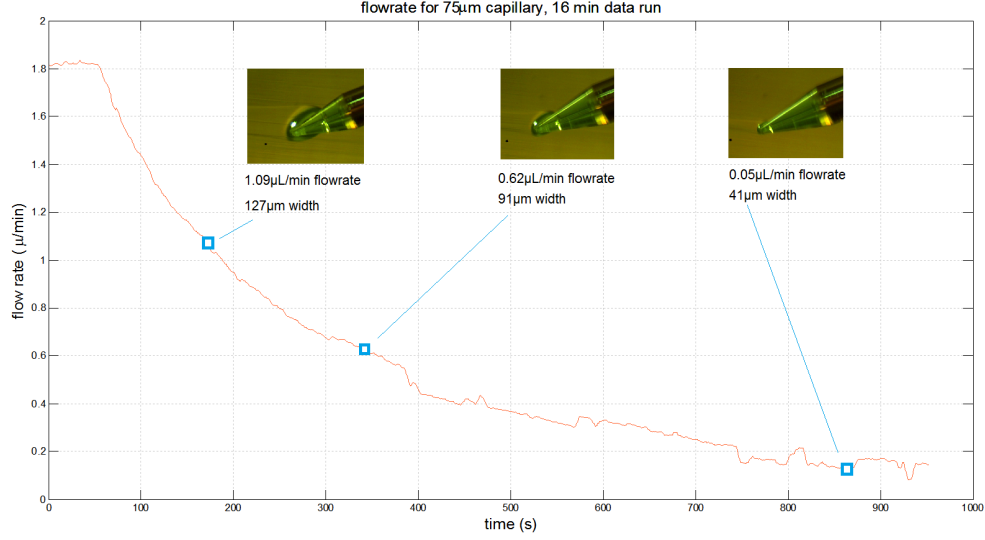 flowrate for 75μm capillary, 16 min data run
2
1.8
1.6
1.4
1.2
1
0.8
0.6
0.4
0.2
0
flow rate ( μ/min)
1.09μL/min flowrate
127μm width
0.62μL/min flowrate
91μm width
0.05μL/min flowrate
41μm width
0 100 200 300 400 500 600 700 800 900 1000
time (s)